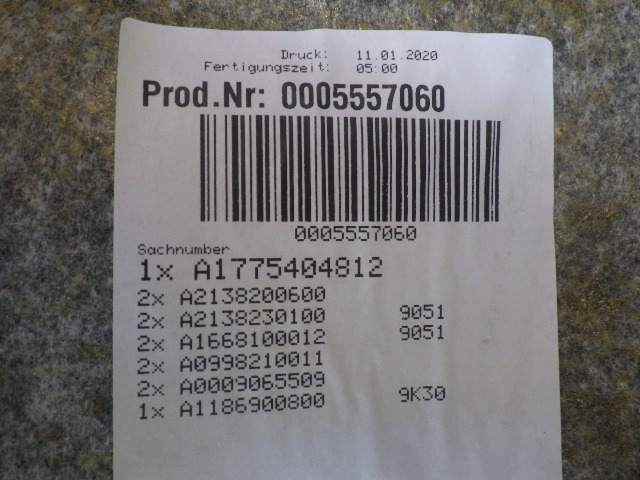 Druck: 11.01.2020
Fertigungszeit: 05:00
Prod.Nr: 0005557060
0005557060
Sachnumber
1x A1775404812
2x A2138200600
2x A2138230100 9051
2x A1668100012 9051
2x A0998210011
2x A0009065509
1x A1186900800 9K30